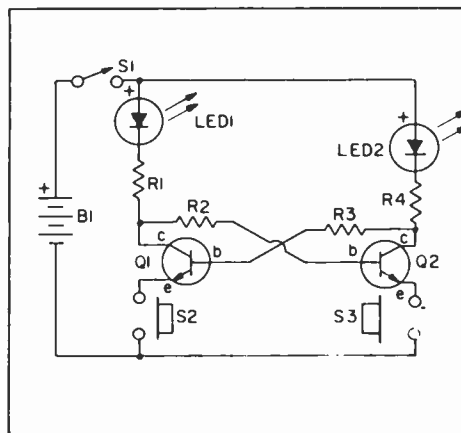 S1
+
+
LED1
LED2
R1
R4
+
B1
R2
R3
c
c
Q1
b
b
Q2
e
e
S2
S3